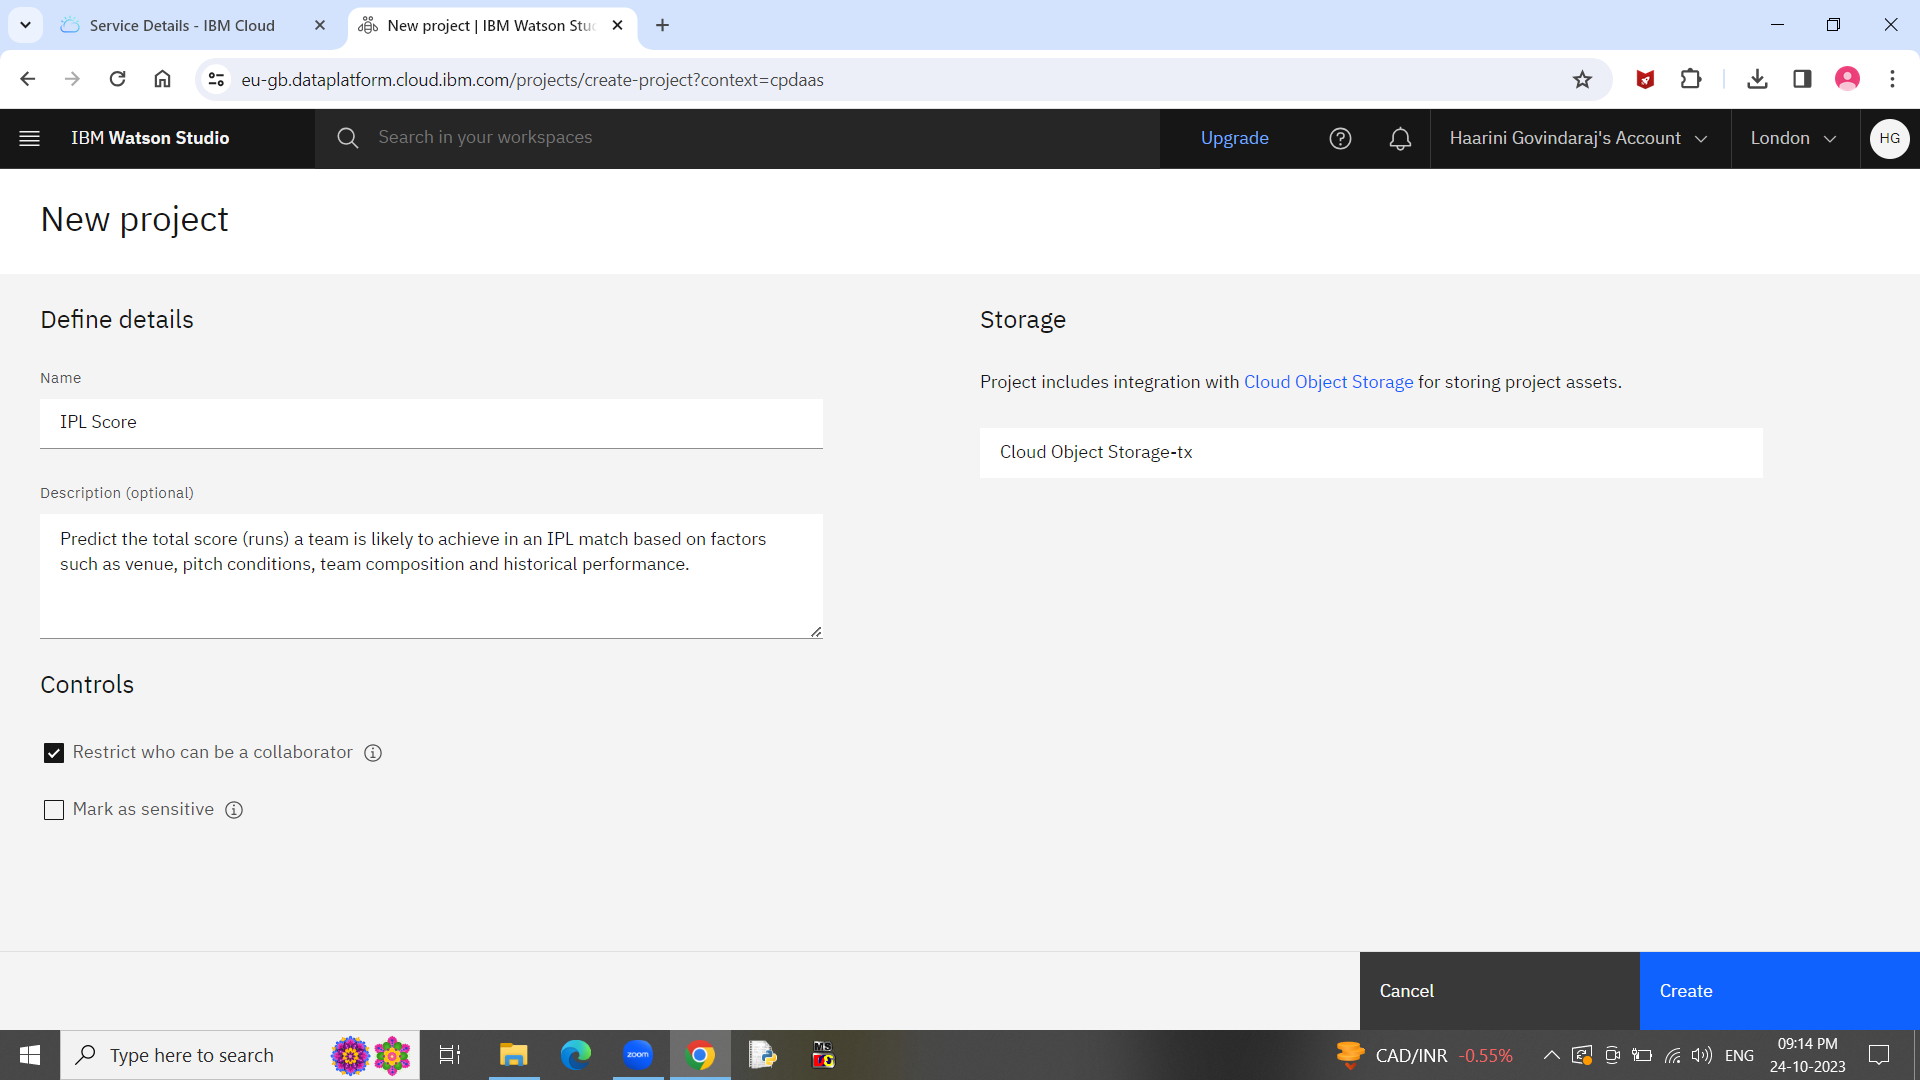 Service Details - IBM Cloud
New project | IBM Watson Stu
eu-gb.dataplatform.cloud.ibm.com/projects/create-project?context=cpdaas
IBM Watson Studio
Search in your workspaces
Upgrade
Haarini Govindaraj's Account
London
HG
New project
Define details
Name
IPL Score
Description (optional)
Predict the total score (runs) a team is likely to achieve in an IPL match based on factors
such as venue, pitch conditions, team composition and historical performance.
Controls
Restrict who can be a collaborator
Mark as sensitive
Storage
Project includes integration with Cloud Object Storage for storing project assets.
Cloud Object Storage-tx
Cancel
Create
Type here to search
zoom
CAD/INR -0.55%
ENG
09:14 PM
24-10-2023